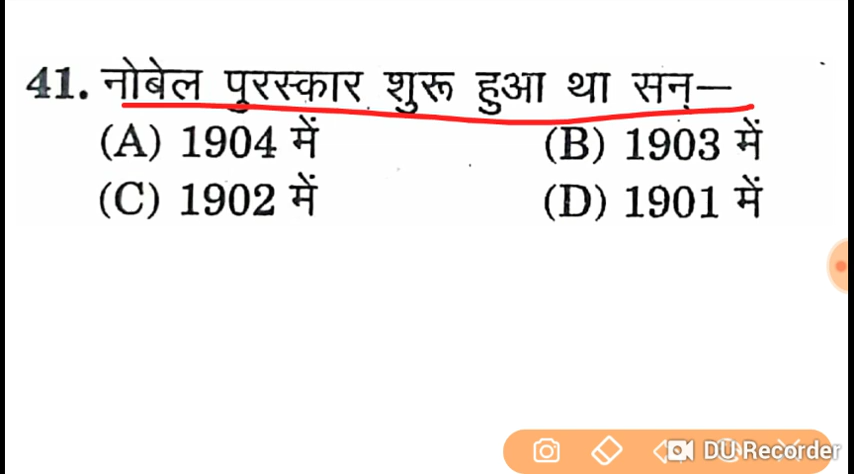 41. नोबेल पुरस्कार शुरू हुआ था सन्—
(A) 1904 में (B) 1903 में
(C) 1902 में (D) 1901 में
DU Recorder